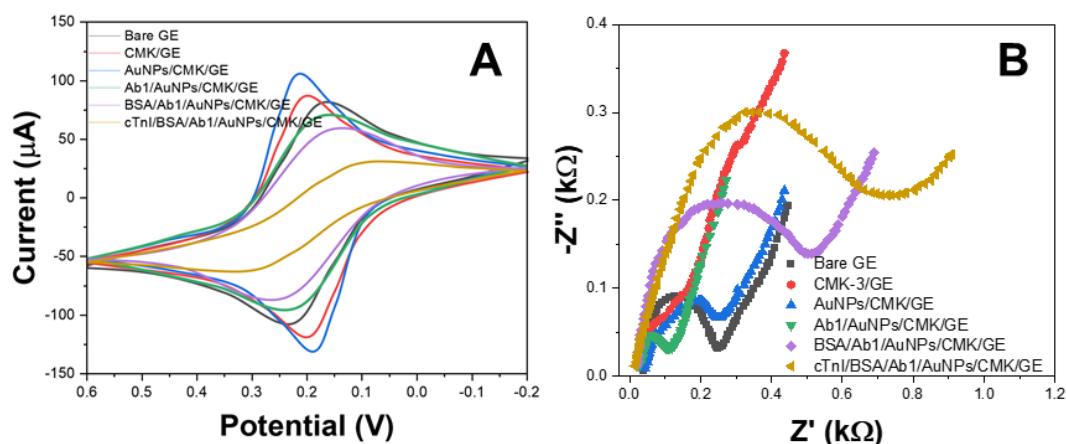 A
150
100
50
0
-50
-100
-150
Current (μA)
0.6 0.5 0.4 0.3 0.2 0.1 0.0 -0.1 -0.2
Potential (V)
Bare GE
CMK/GE
AuNPs/CMK/GE
Ab1/AuNPs/CMK/GE
BSA/Ab1/AuNPs/CMK/GE
cTnI/BSA/Ab1/AuNPs/CMK/GE
B
0.4
0.3
0.2
0.1
0.0
-Z" (kΩ)
0.0 0.2 0.4 0.6 0.8 1.0 1.2
Z' (kΩ)
Bare GE
CMK-3/GE
AuNPs/CMK/GE
Ab1/AuNPs/CMK/GE
BSA/Ab1/AuNPs/CMK/GE
cTnI/BSA/Ab1/AuNPs/CMK/GE